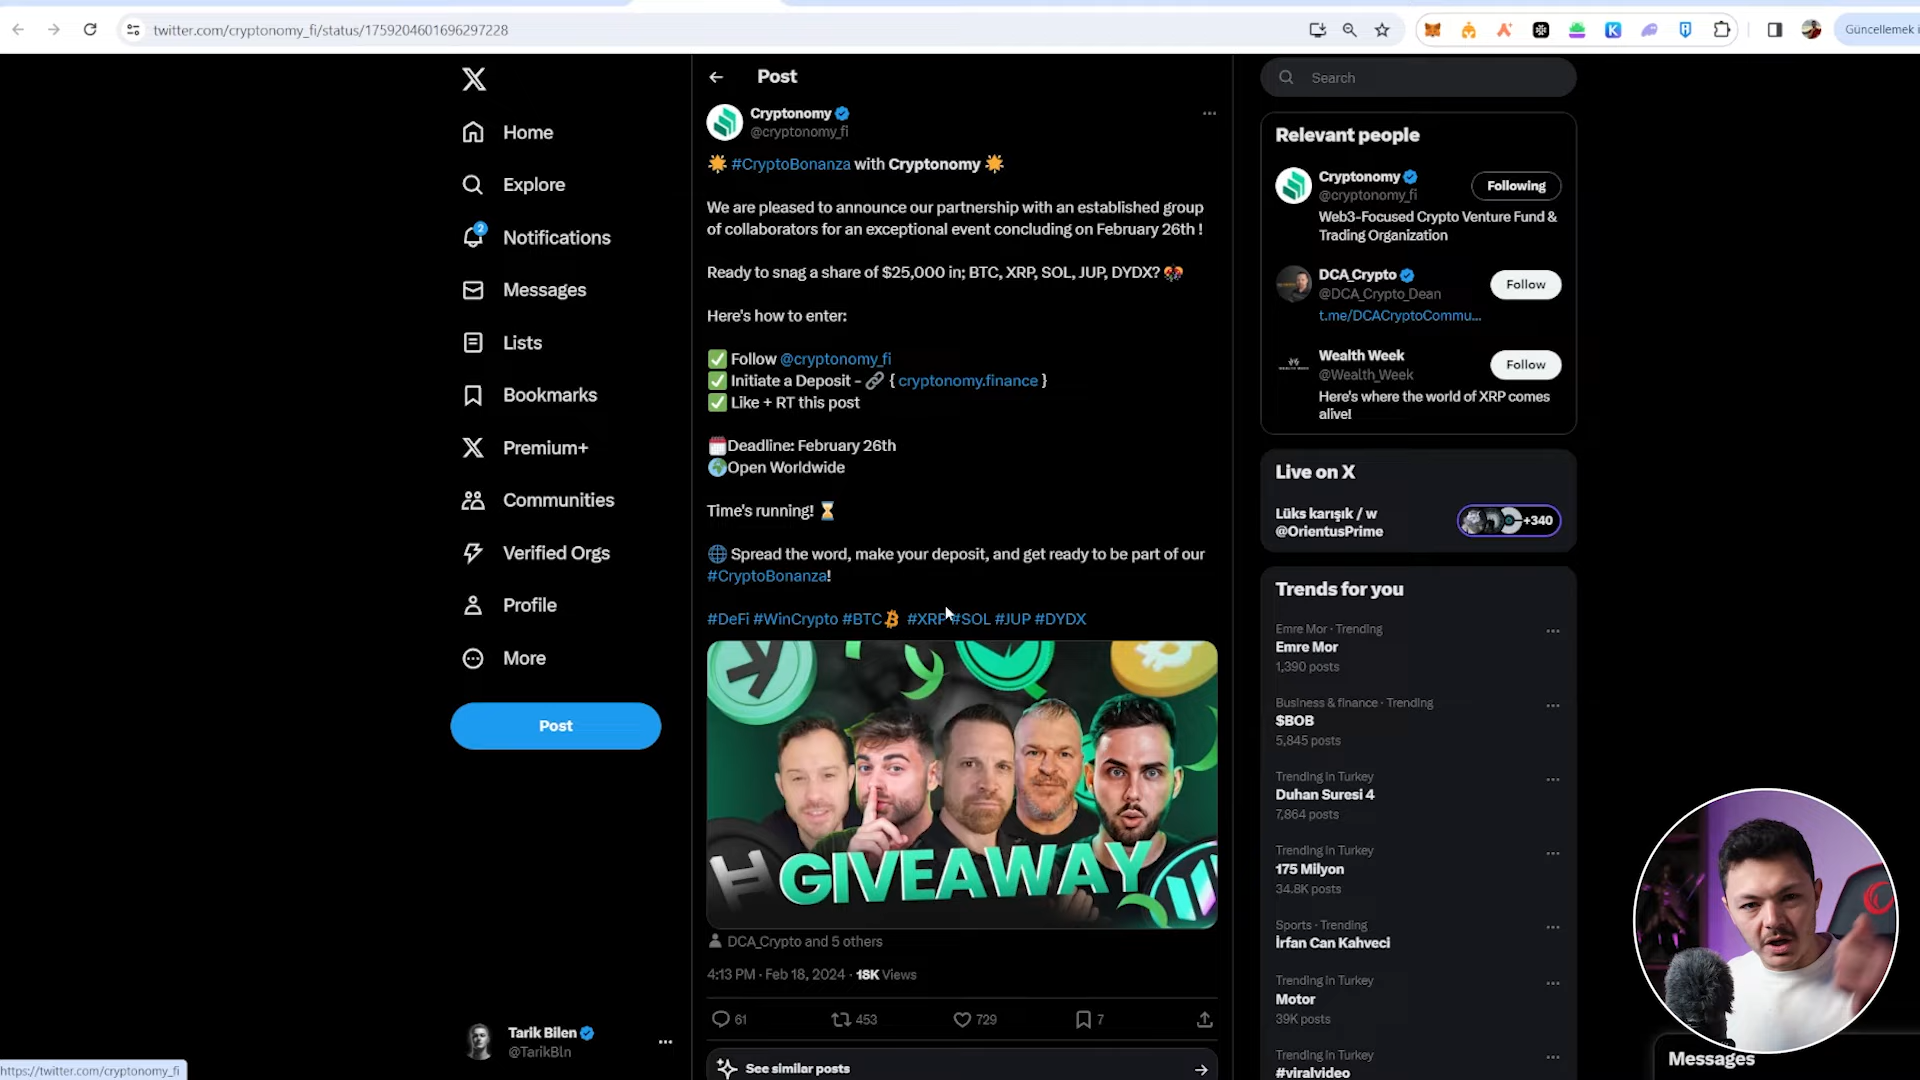 twitter.com/cryptonomy_fi/status/1759204601696297228
Güncellemek i
Home
Explore
2
Notifications
Messages
Lists
Bookmarks
Premium+
Communities
Verified Orgs
Profile
More
Post
Tarik Bilen
@TarikBln
https://twitter.com/cryptonomy_fi
Post
Cryptonomy
@cryptonomy_fi
#CryptoBonanza with Cryptonomy
We are pleased to announce our partnership with an established group
of collaborators for an exceptional event concluding on February 26th !
Ready to snag a share of $25,000 in; BTC, XRP, SOL, JUP, DYDX?
Here's how to enter:
✅ Follow @cryptonomy_fi
✅ Initiate a Deposit - 🔗 { cryptonomy.finance }
✅ Like + RT this post
Deadline: February 26th
Open Worldwide
Time's running! ⏳
🌐 Spread the word, make your deposit, and get ready to be part of our
#CryptoBonanza!
#DeFi #WinCrypto #BTC #XRP #SOL #JUP #DYDX
GIVEAWAY
DCA_Crypto and 5 others
4:13 PM · Feb 18, 2024 · 18K Views
61
453
729
7
See similar posts
Search
Relevant people
Cryptonomy
@cryptonomy_fi
Following
Web3-Focused Crypto Venture Fund &
Trading Organization
DCA_Crypto
@DCA_Crypto_Dean
Follow
t.me/DCACryptoCommu...
Wealth Week
@Wealth_Week
Follow
Here's where the world of XRP comes
alive!
Live on X
Lüks karışık / w
@OrientusPrime
+340
Trends for you
Emre Mor · Trending
Emre Mor
1,390 posts
Business & finance · Trending
$BOB
5,845 posts
Trending in Turkey
Duhan Suresi 4
7,864 posts
Trending in Turkey
175 Milyon
34.8K posts
Sports · Trending
İrfan Can Kahveci
Trending in Turkey
Motor
39K posts
Trending in Turkey
#viralvideo
Messages